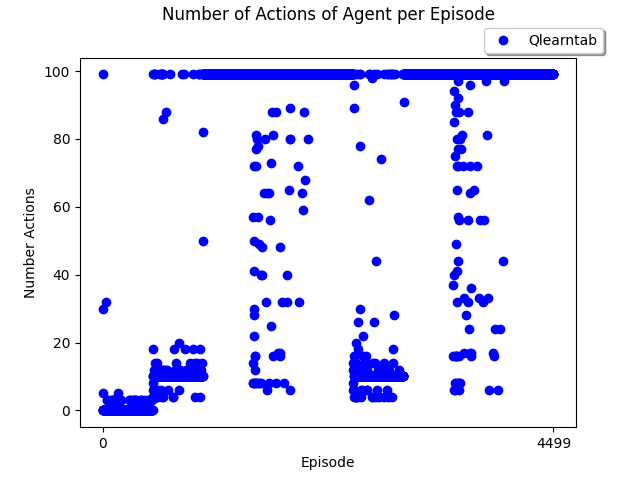 Number of Actions of Agent per Episode
Qlearntab
100
80
60
40
20
0
Number Actions
0
4499
Episode